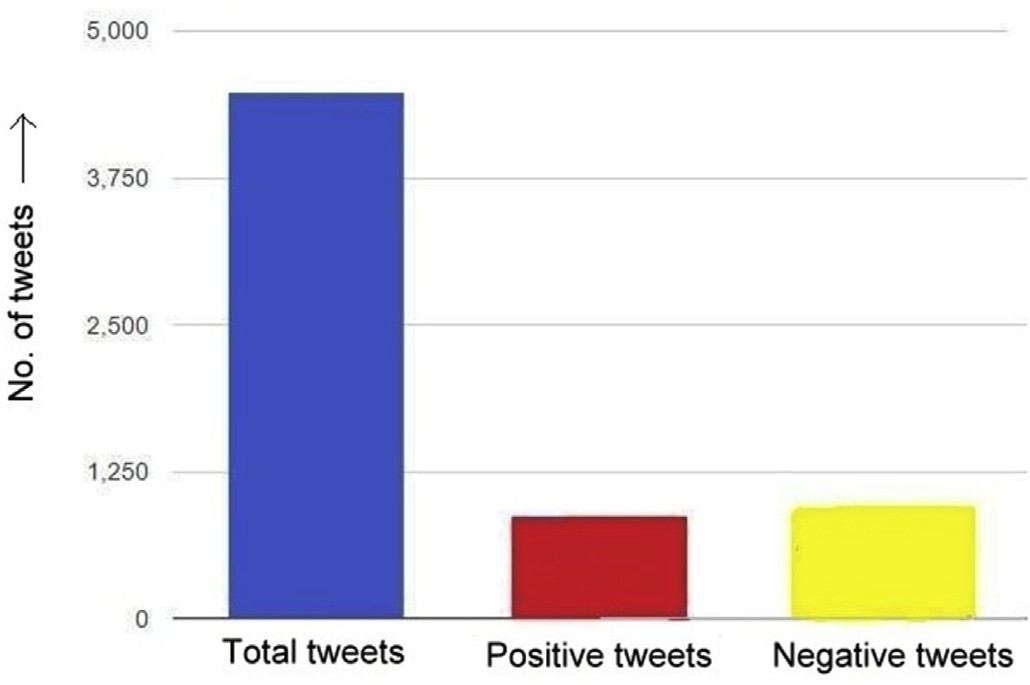 5,000
3,750
2,500
1,250
0
No. of tweets
Total tweets
Positive tweets
Negative tweets